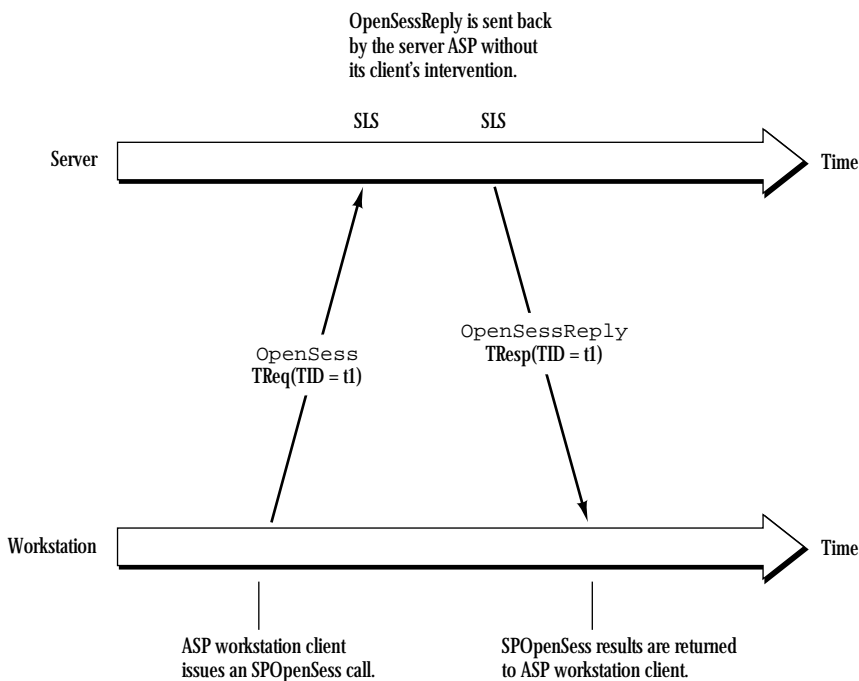 OpenSessReply is sent back
by the server ASP without
its client's intervention.
SLS SLS
Server Time
OpenSess
TReq(TID = t1)
OpenSessReply
TResp(TID = t1)
Workstation Time
ASP workstation client
issues an SPOpenSess call.
SPOpenSess results are returned
to ASP workstation client.